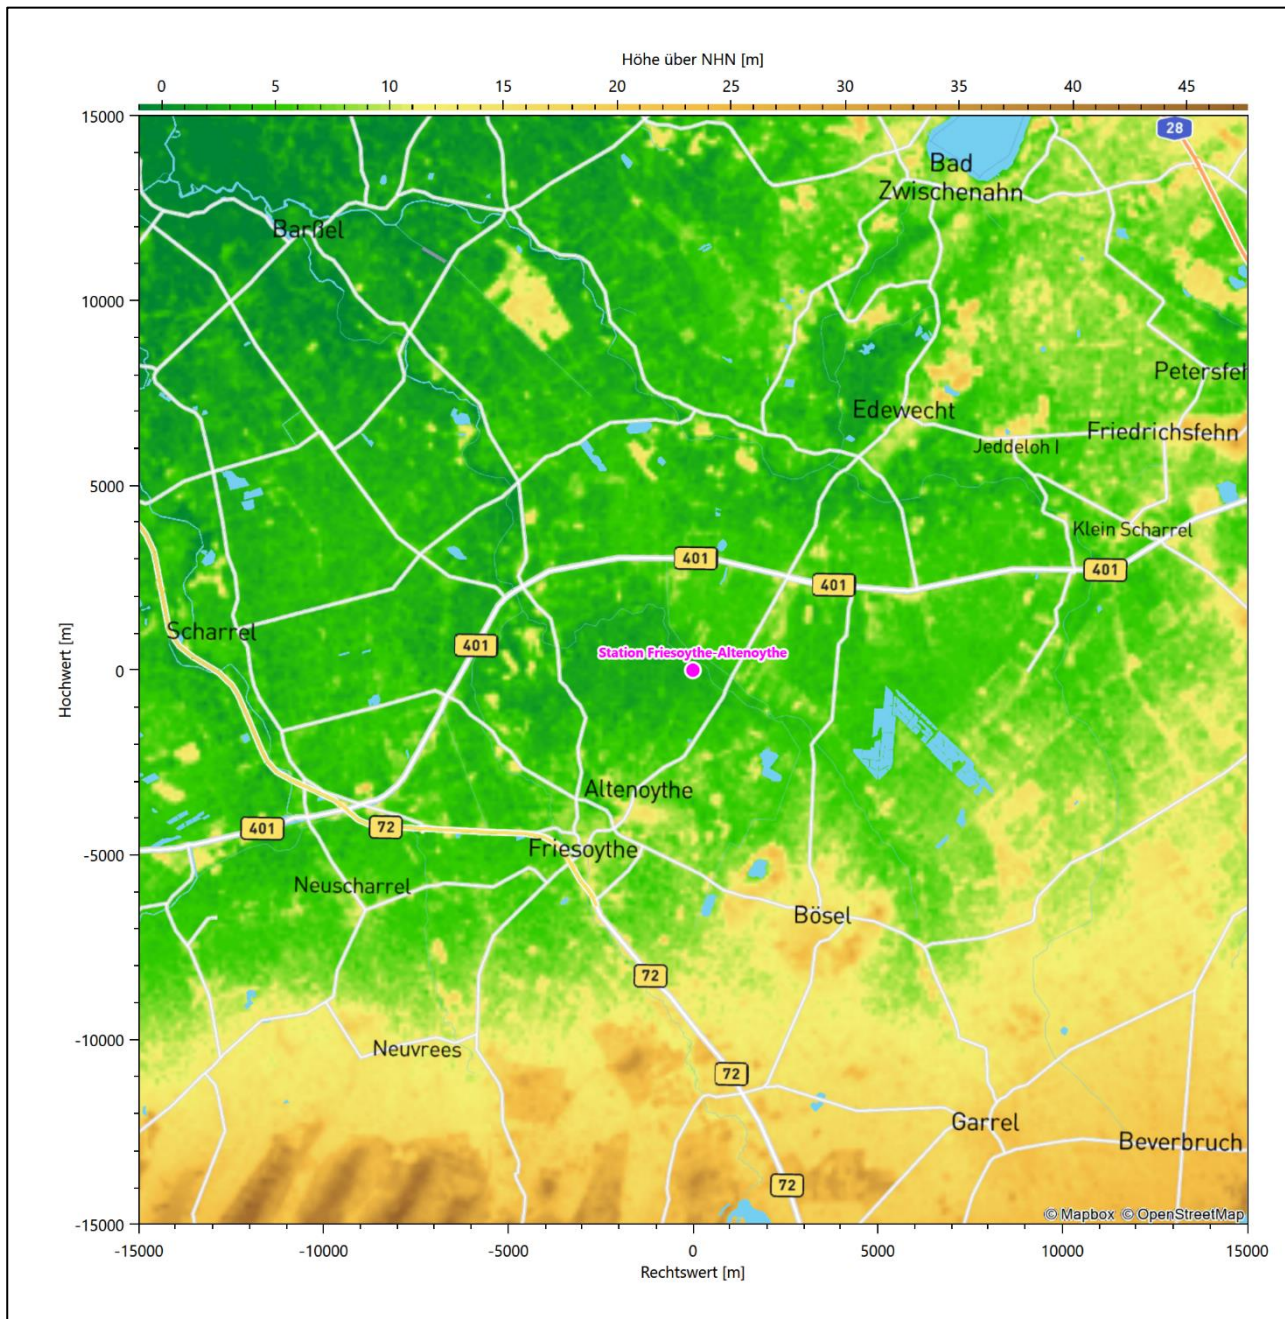 Höhe über NHN [m]
0 5 10 15 20 25 30 35 40 45
15000
28
Bad
Zwischenahn
Barßel
10000
Petersfeh
Edewecht
Friedrichsfehn
Jeddeloh I
5000
Klein Scharrel
401
401
401
Scharrel
401
Station Friesoythe-Altenoythe
0
Hochwert [m]
Altenoythe
401
72
Friesoythe
-5000
Neuscharrel
Bösel
72
-10000
Neuvrees
72
Garrel
Beverbruch
72
© Mapbox © OpenStreetMap
-15000
-15000 -10000 -5000 0 5000 10000 15000
Rechtswert [m]